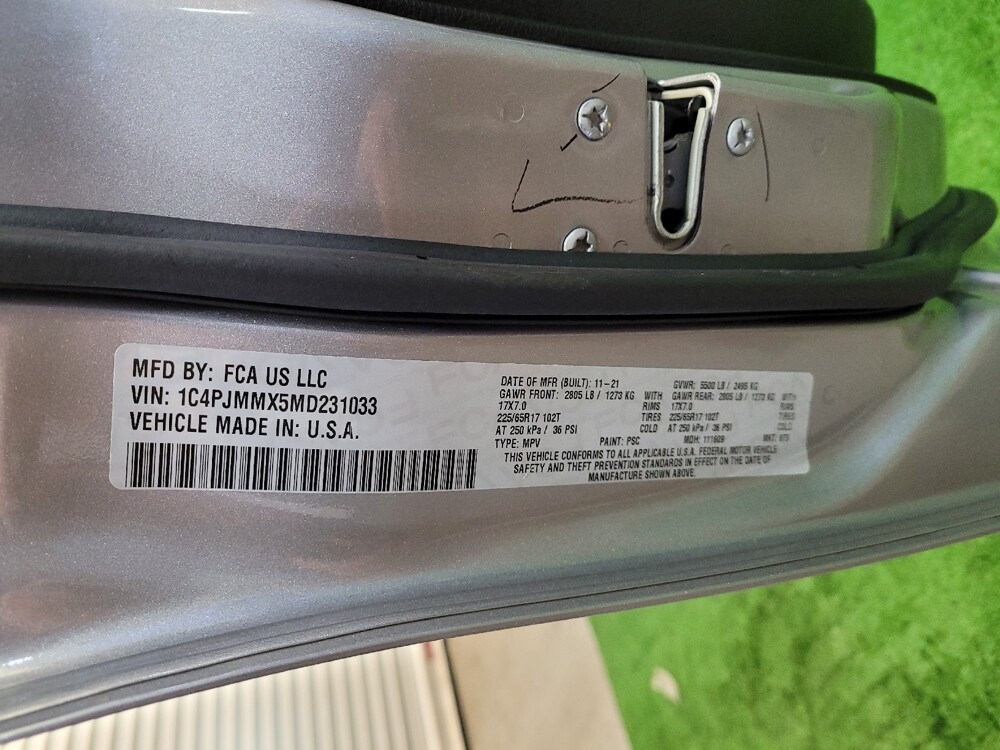 MFD BY: FCA US LLC
VIN: 1C4PJMMX5MD231033
VEHICLE MADE IN: U.S.A.
DATE OF MFR (BUILT): 11-21 GVWR: 5500 LB / 2495 KG
GAWR FRONT: 2805 LB / 1273 KG WITH GAWR REAR: 2805 LB / 1273 KG WITH
17X7.0 RIMS 17X7.0 RIMS
225/65R17 102T TIRES 225/65R17 102T TIRES
AT 250 kPa / 36 PSI COLD AT 250 kPa / 36 PSI COLD
TYPE: MPV PAINT: PSC MDH: 111609 MKT:
THIS VEHICLE CONFORMS TO ALL APPLICABLE U.S.A. FEDERAL MOTOR VEHICLE
SAFETY AND THEFT PREVENTION STANDARDS IN EFFECT ON THE DATE OF
MANUFACTURE SHOWN ABOVE.